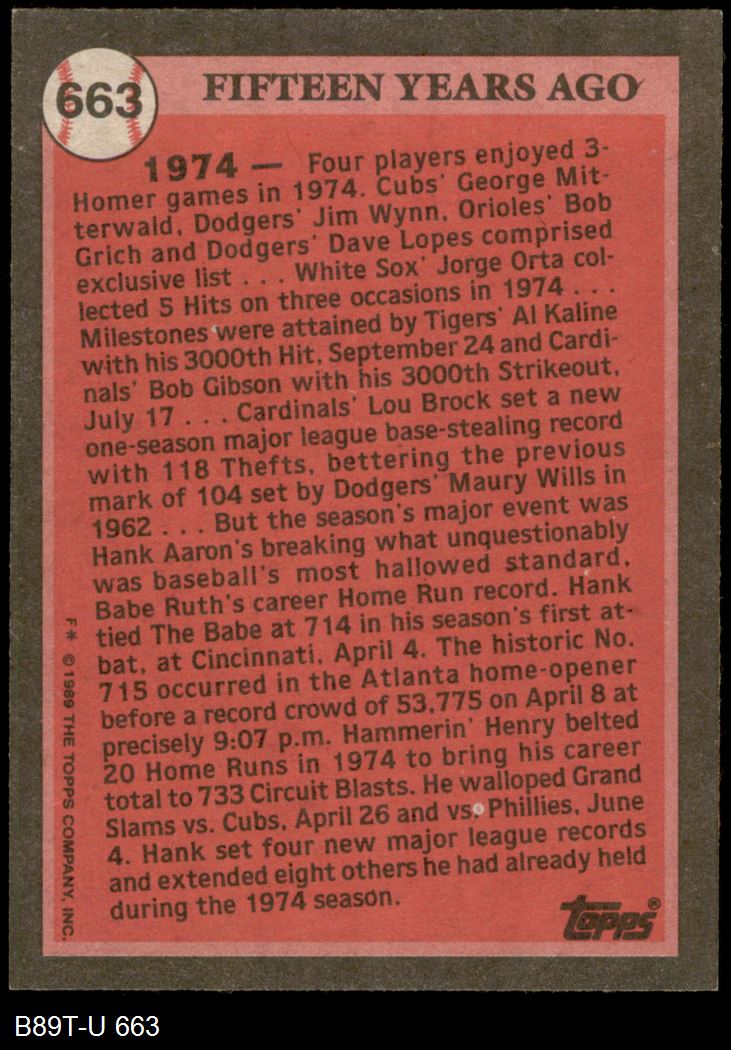 663
FIFTEEN YEARS AGO
1974 — Four players enjoyed 3-
Homer games in 1974. Cubs' George Mit-
terwald, Dodgers' Jim Wynn, Orioles' Bob
Grich and Dodgers' Dave Lopes comprised
exclusive list . . . White Sox' Jorge Orta col-
lected 5 Hits on three occasions in 1974 . . .
Milestones were attained by Tigers' Al Kaline
with his 3000th Hit, September 24 and Cardi-
nals' Bob Gibson with his 3000th Strikeout,
July 17 . . . Cardinals' Lou Brock set a new
one-season major league base-stealing record
with 118 Thefts, bettering the previous
mark of 104 set by Dodgers' Maury Wills in
1962 . . . But the season's major event was
Hank Aaron's breaking what unquestionably
was baseball's most hallowed standard,
Babe Ruth's career Home Run record. Hank
tied The Babe at 714 in his season's first at-
bat, at Cincinnati, April 4. The historic No.
715 occurred in the Atlanta home-opener
before a record crowd of 53,775 on April 8 at
precisely 9:07 p.m. Hammerin' Henry belted
20 Home Runs in 1974 to bring his career
total to 733 Circuit Blasts. He walloped Grand
Slams vs. Cubs, April 26 and vs. Phillies, June
4. Hank set four new major league records
and extended eight others he had already held
during the 1974 season.
F* © 1989 THE TOPPS COMPANY, INC.
topps®
B89T-U 663